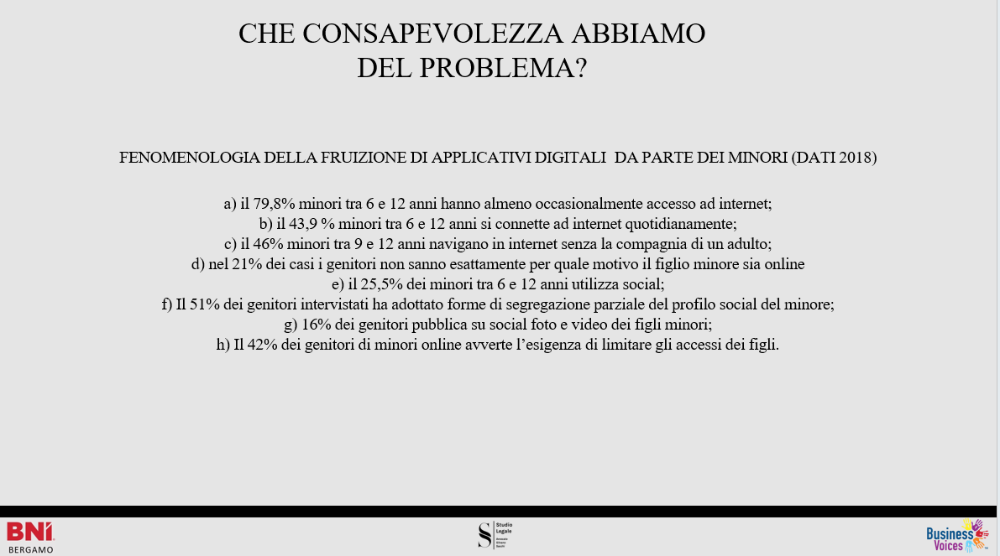 CHE CONSAPEVOLEZZA ABBIAMO
DEL PROBLEMA?
FENOMENOLOGIA DELLA FRUIZIONE DI APPLICATIVI DIGITALI  DA PARTE DEI MINORI (DATI 2018)
a) il 79,8% minori tra 6 e 12 anni hanno almeno occasionalmente accesso ad internet;
b) il 43,9 % minori tra 6 e 12 anni si connette ad internet quotidianamente;
c) il 46% minori tra 9 e 12 anni navigano in internet senza la compagnia di un adulto;
d) nel 21% dei casi i genitori non sanno esattamente per quale motivo il figlio minore sia online
e) il 25,5% dei minori tra 6 e 12 anni utilizza social;
f) Il 51% dei genitori intervistati ha adottato forme di segregazione parziale del profilo social del minore;
g) 16% dei genitori pubblica su social foto e video dei figli minori;
h) Il 42% dei genitori di minori online avverte l’esigenza di limitare gli accessi dei figli.
BNI
BERGAMO
S
Studio
Legale
Business
Voices